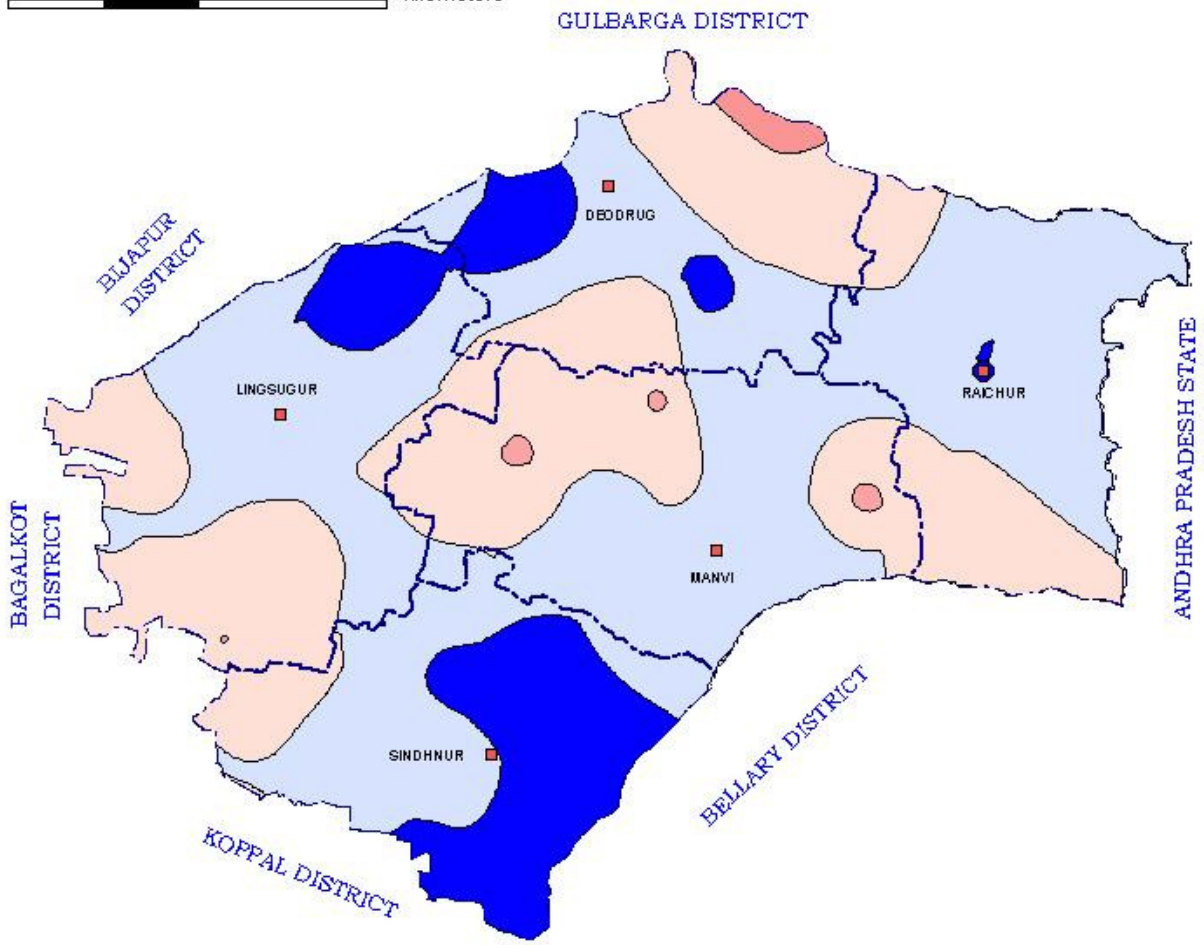 GULBARGA DISTRICT
BIJAPUR
DISTRICT
DEODRUG
LINGSUGUR
RAICHUR
ANDHRA PRADESH STATE
BAGALKOT
DISTRICT
MANVI
SINDHNUR
BELLARY DISTRICT
KOPPAL DISTRICT